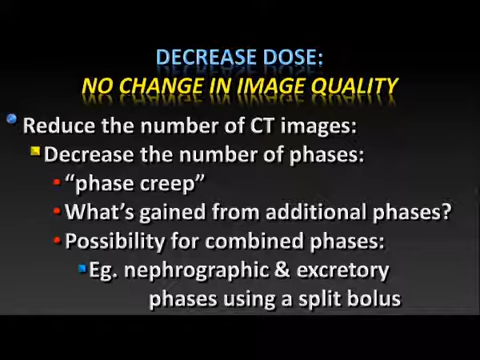 DECREASE DOSE:
NO CHANGE IN IMAGE QUALITY
Reduce the number of CT images:
Decrease the number of phases:
“phase creep”
What’s gained from additional phases?
Possibility for combined phases:
Eg. nephrographic & excretory
phases using a split bolus